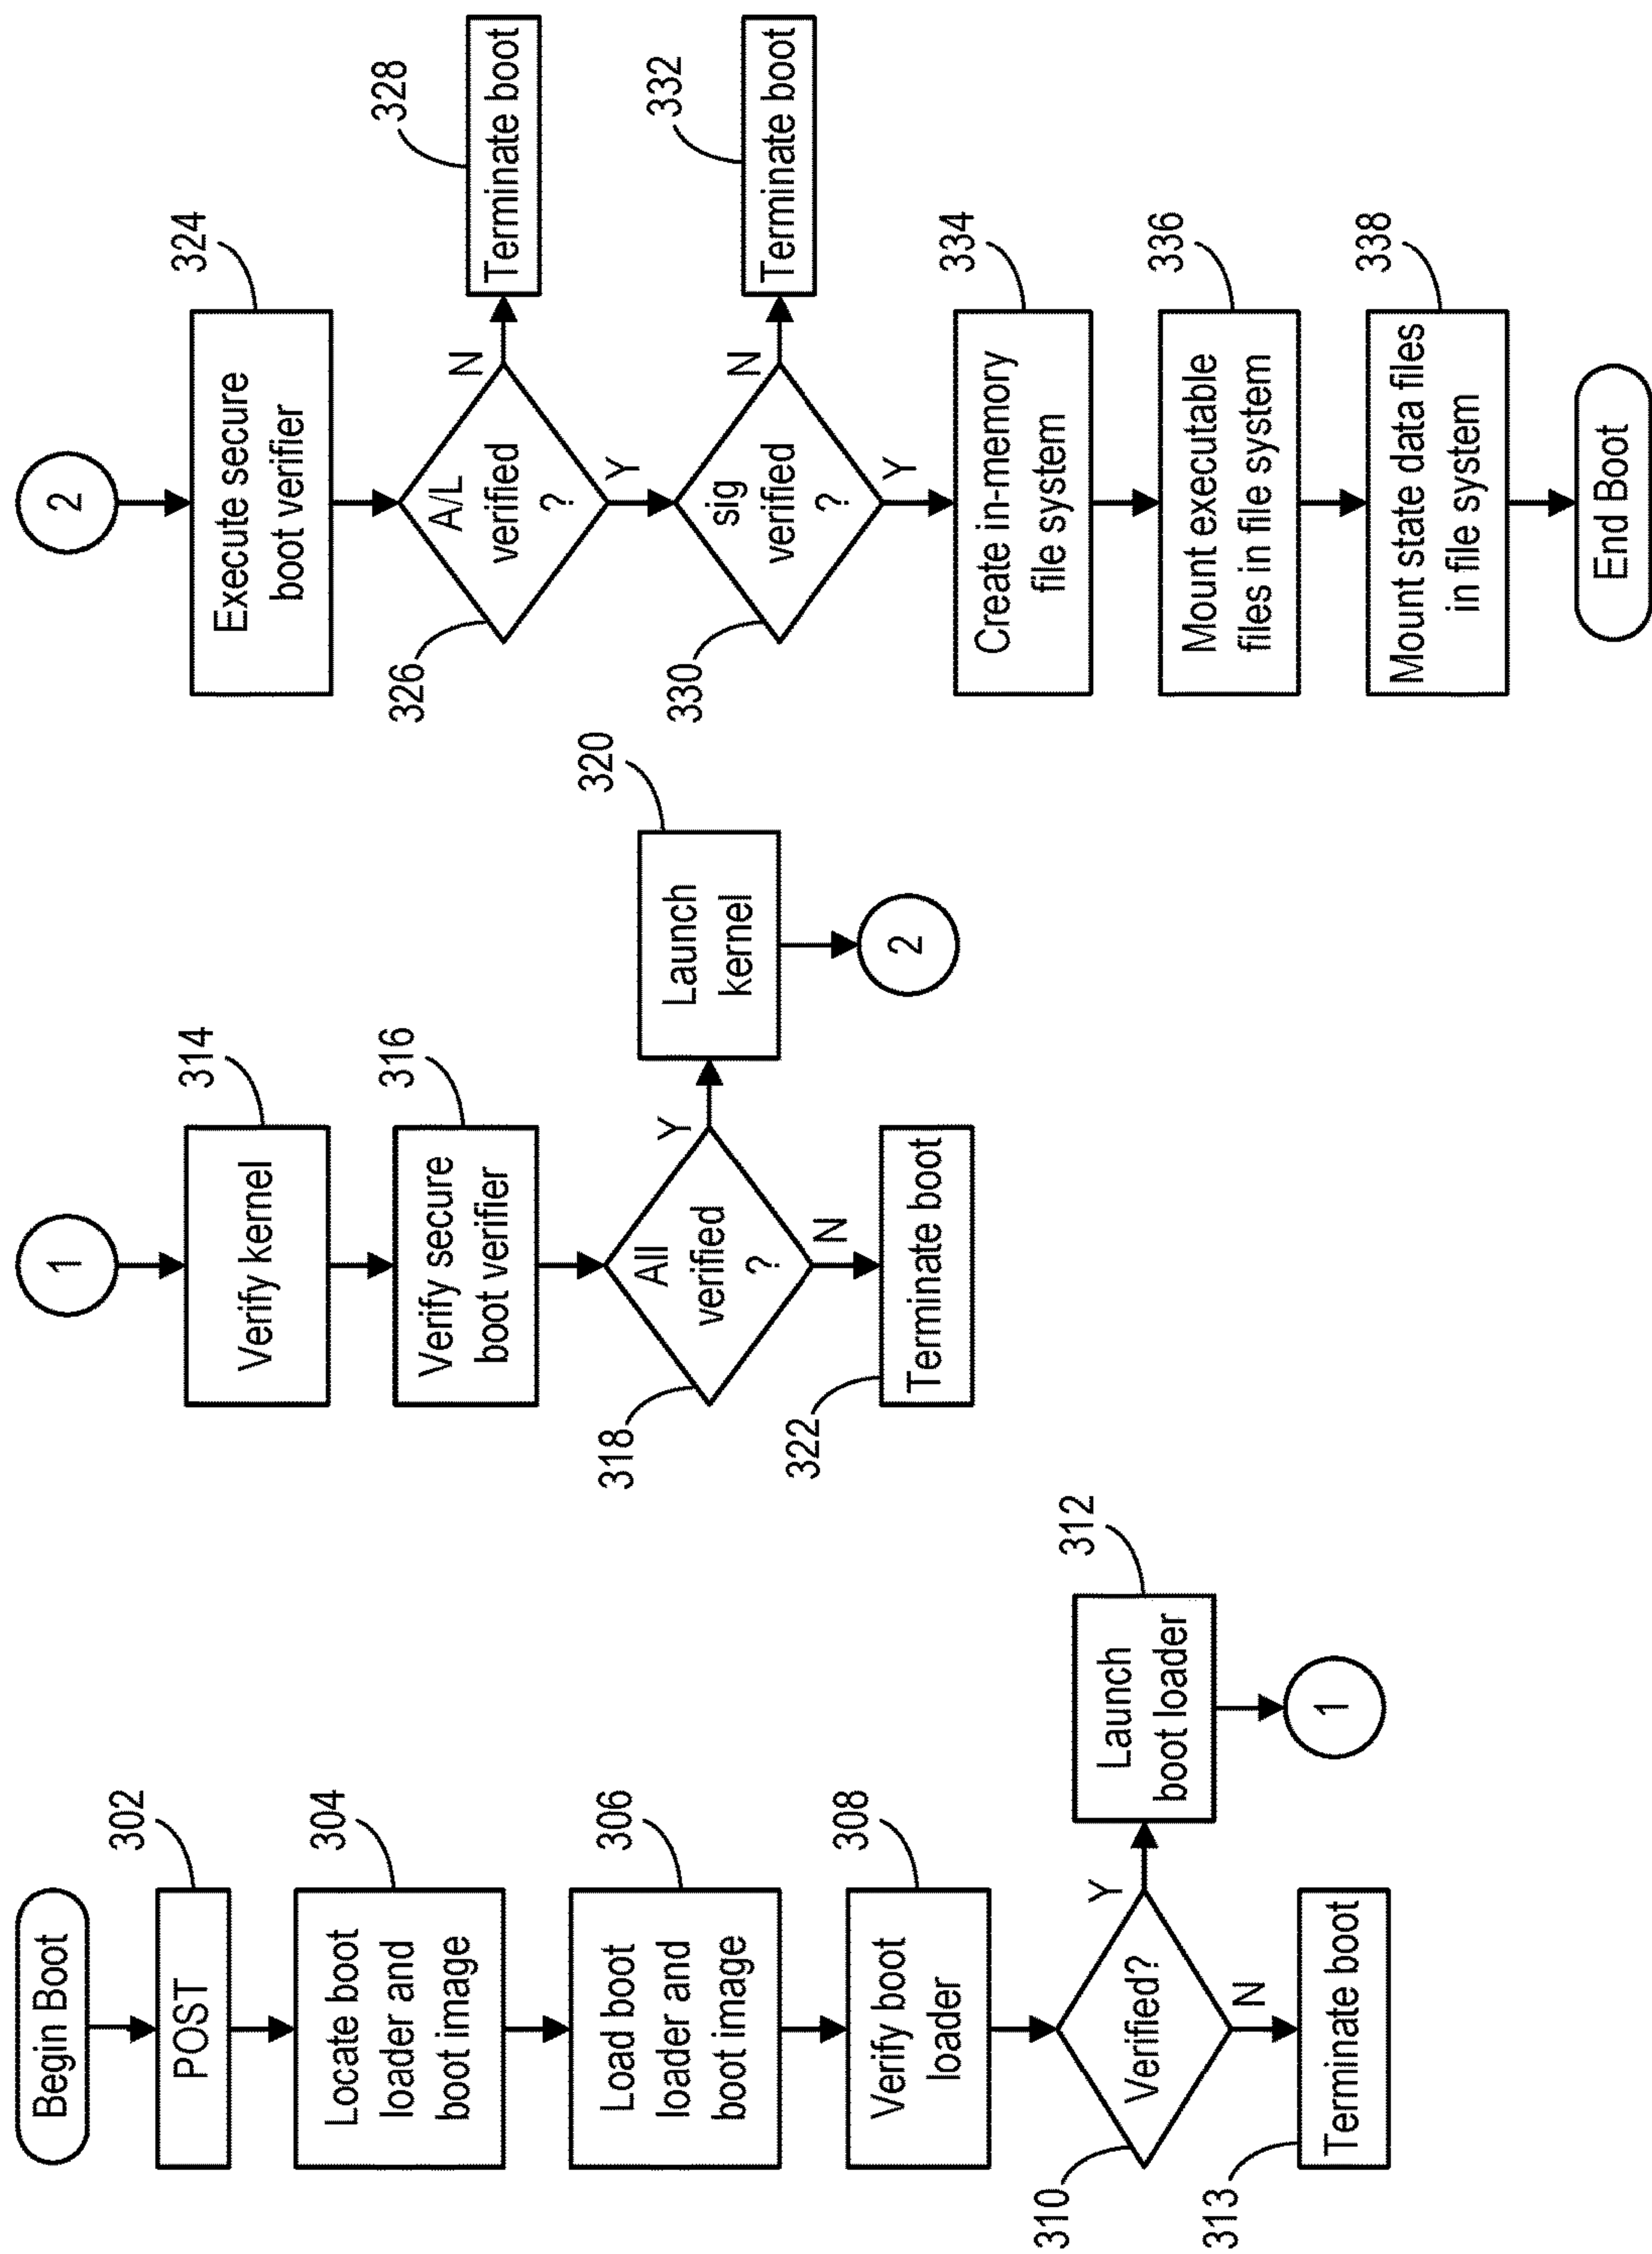 Begin Boot
302
POST
304
Locate boot
loader and
boot image
306
Load boot
loader and
boot image
308
Verify boot
loader
310
Verified?
Y
N
312
Launch
boot loader
1
313
Terminate boot
1
314
Verify kernel
316
Verify secure
boot verifier
318
All
verified
?
Y
N
320
Launch
kernel
2
322
Terminate boot
2
324
Execute secure
boot verifier
326
A/L
verified
?
N
Y
328
Terminate boot
330
sig
verified
?
N
Y
332
Terminate boot
334
Create in-memory
file system
336
Mount executable
files in file system
338
Mount state data files
in file system
End Boot